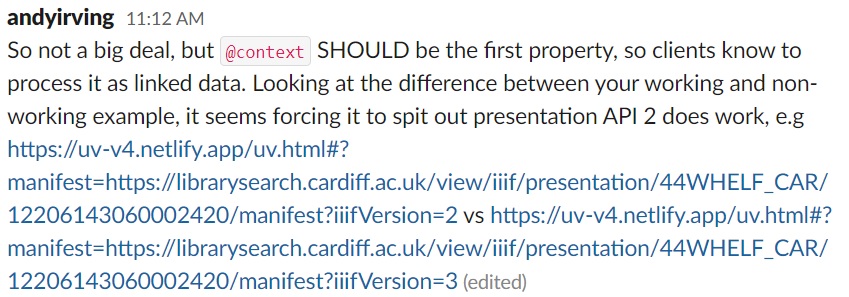 andyirving 11:12 AM
So not a big deal, but @context SHOULD be the first property, so clients know to
process it as linked data. Looking at the difference between your working and non-
working example, it seems forcing it to spit out presentation API 2 does work, e.g
https://uv-v4.netlify.app/uv.html#?
manifest=https://librarysearch.cardiff.ac.uk/view/iiif/presentation/44WHELF_CAR/
12206143060002420/manifest?iiifVersion=2 vs https://uv-v4.netlify.app/uv.html#?
manifest=https://librarysearch.cardiff.ac.uk/view/iiif/presentation/44WHELF_CAR/
12206143060002420/manifest?iiifVersion=3 (edited)